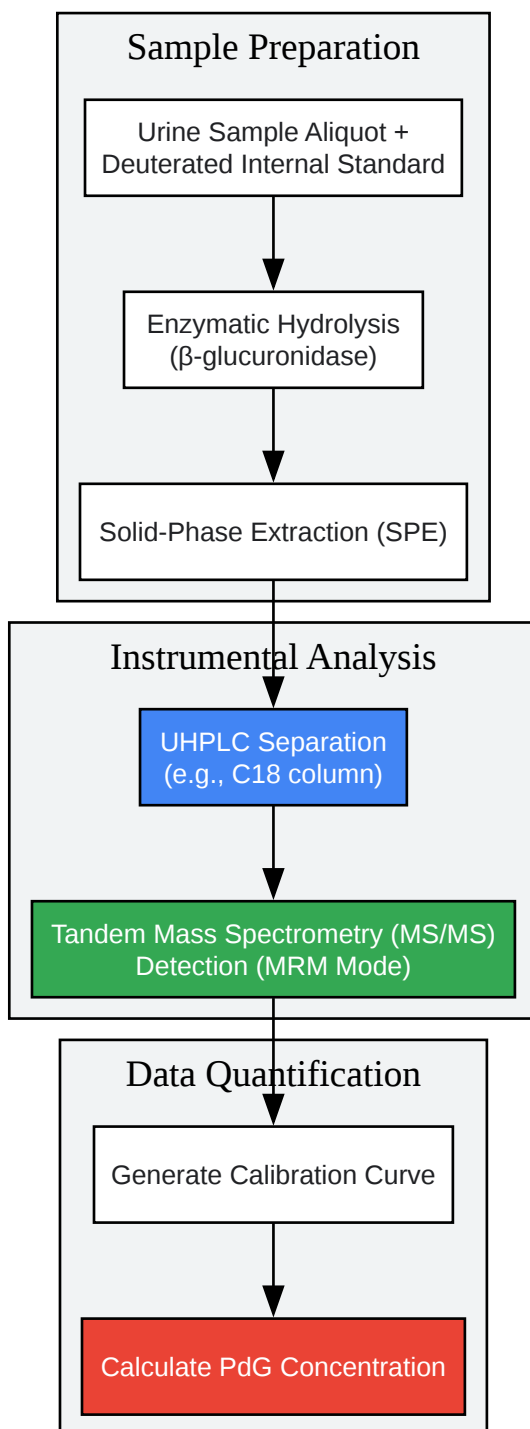 Sample Preparation
Urine Sample Aliquot +
Deuterated Internal Standard
Enzymatic Hydrolysis
(β-glucuronidase)
Solid-Phase Extraction (SPE)
Instrumental Analysis
UHPLC Separation
(e.g., C18 column)
Tandem Mass Spectrometry (MS/MS)
Detection (MRM Mode)
Data Quantification
Generate Calibration Curve
Calculate PdG Concentration